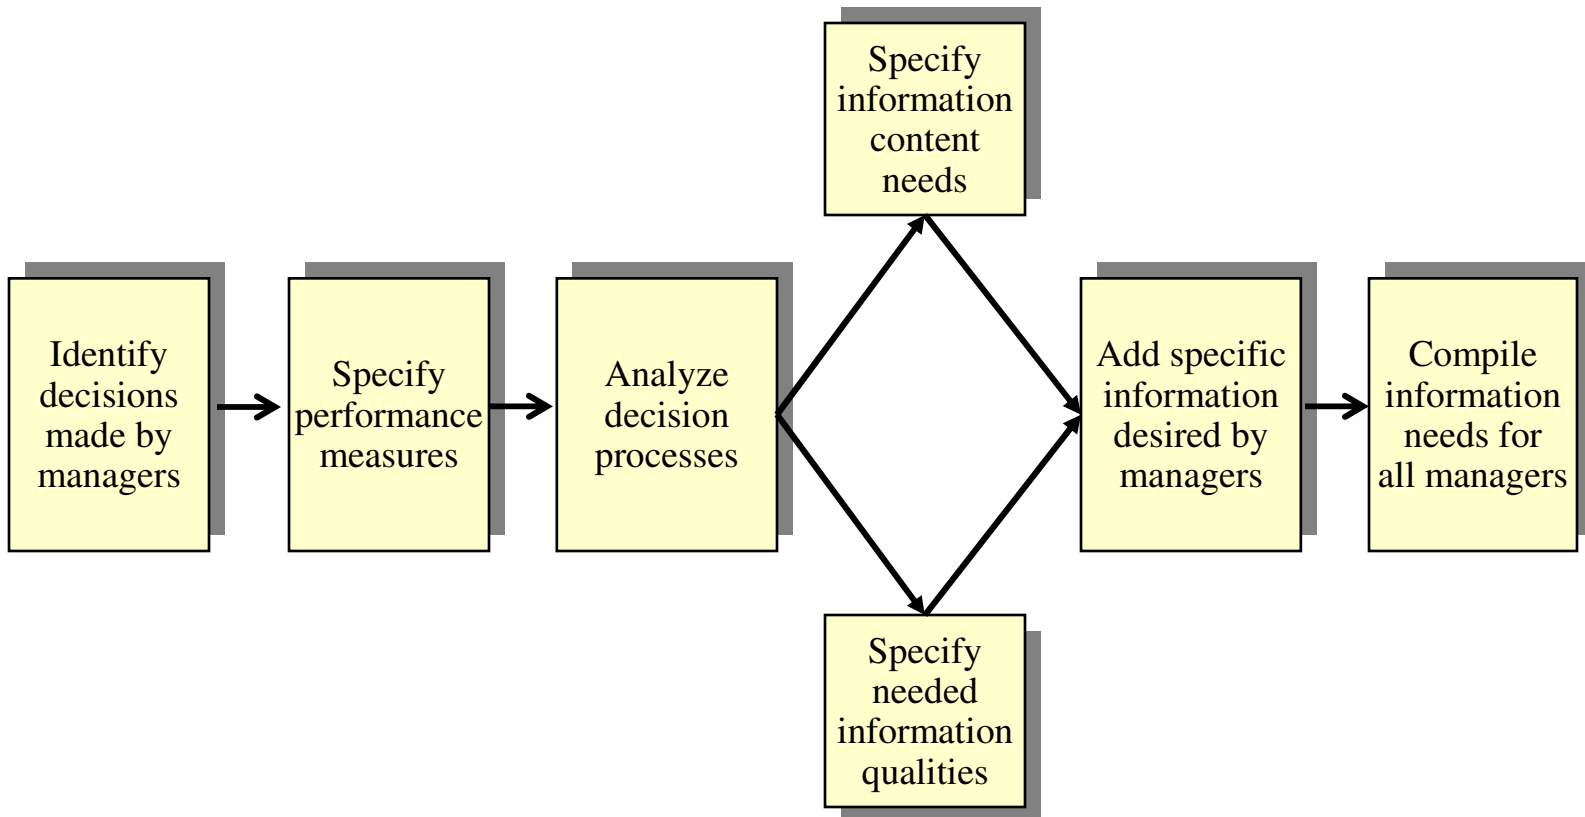 Identify
decisions
made by
managers
Specify
performance
measures
Analyze
decision
processes
Specify
information
content
needs
Specify
needed
information
qualities
Add specific
information
desired by
managers
Compile
information
needs for
all managers